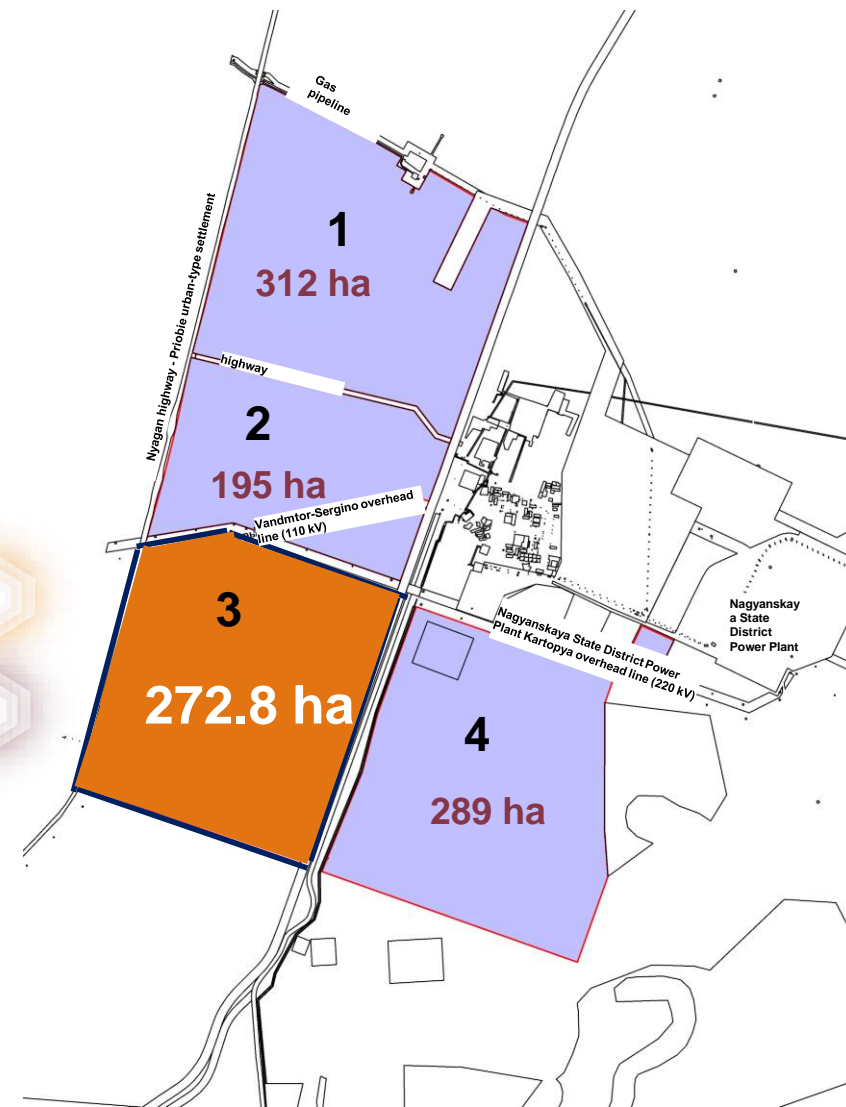 Gas
pipeline
1
312 ha
Nyagan highway - Priobie urban-type settlement
highway
2
195 ha
Vandmtor-Sergino overhead
line (110 kV)
3
272.8 ha
Nagyanskaya State District Power
Plant Kartopya overhead line (220 kV)
Nagyanskay
a State
District
Power Plant
4
289 ha